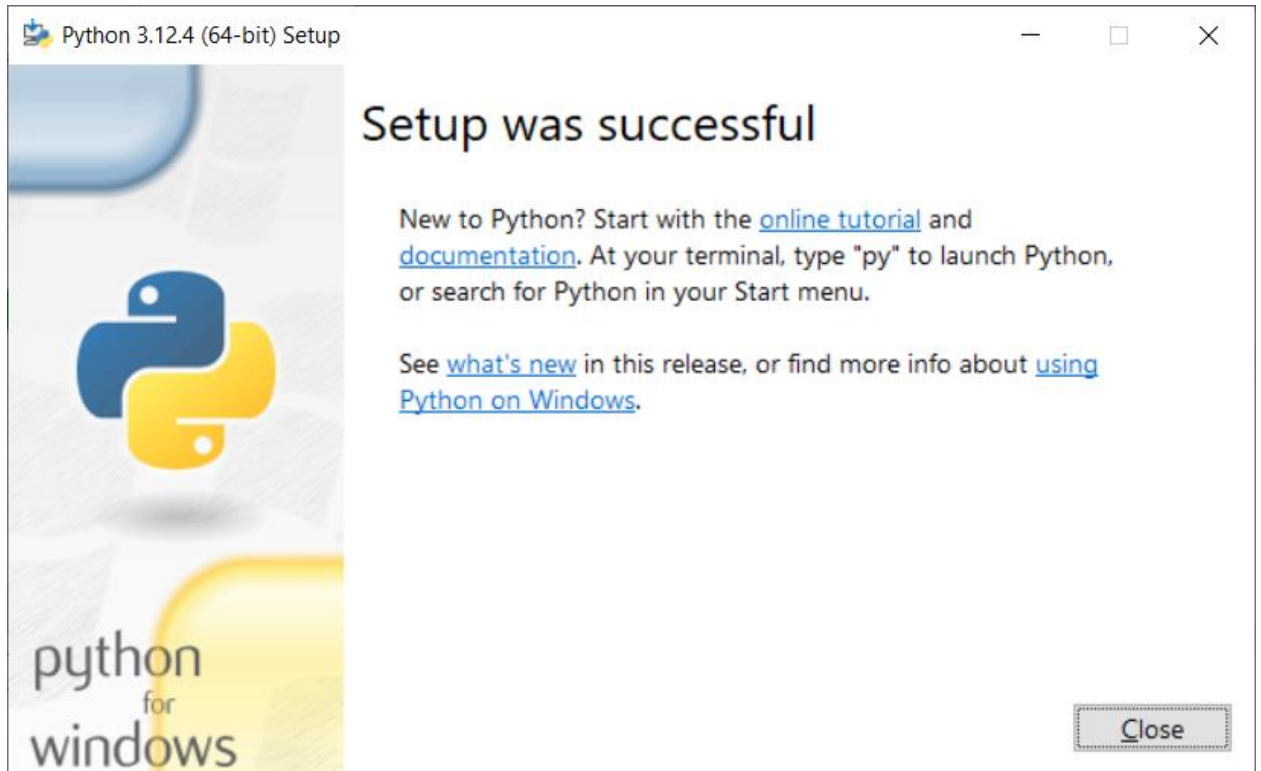 Python 3.12.4 (64-bit) Setup
Setup was successful
New to Python? Start with the online tutorial and
documentation. At your terminal, type "py" to launch Python,
or search for Python in your Start menu.
See what's new in this release, or find more info about using
Python on Windows.
python
for
windows
Close